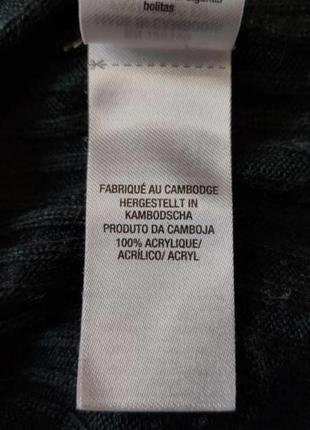 bolitas
FABRIQUÉ AU CAMBODGE
HERGESTELLT IN
KAMBODSCHA
PRODUTO DA CAMBOJA
100% ACRYLIQUE/
ACRÍLICO/ ACRYL